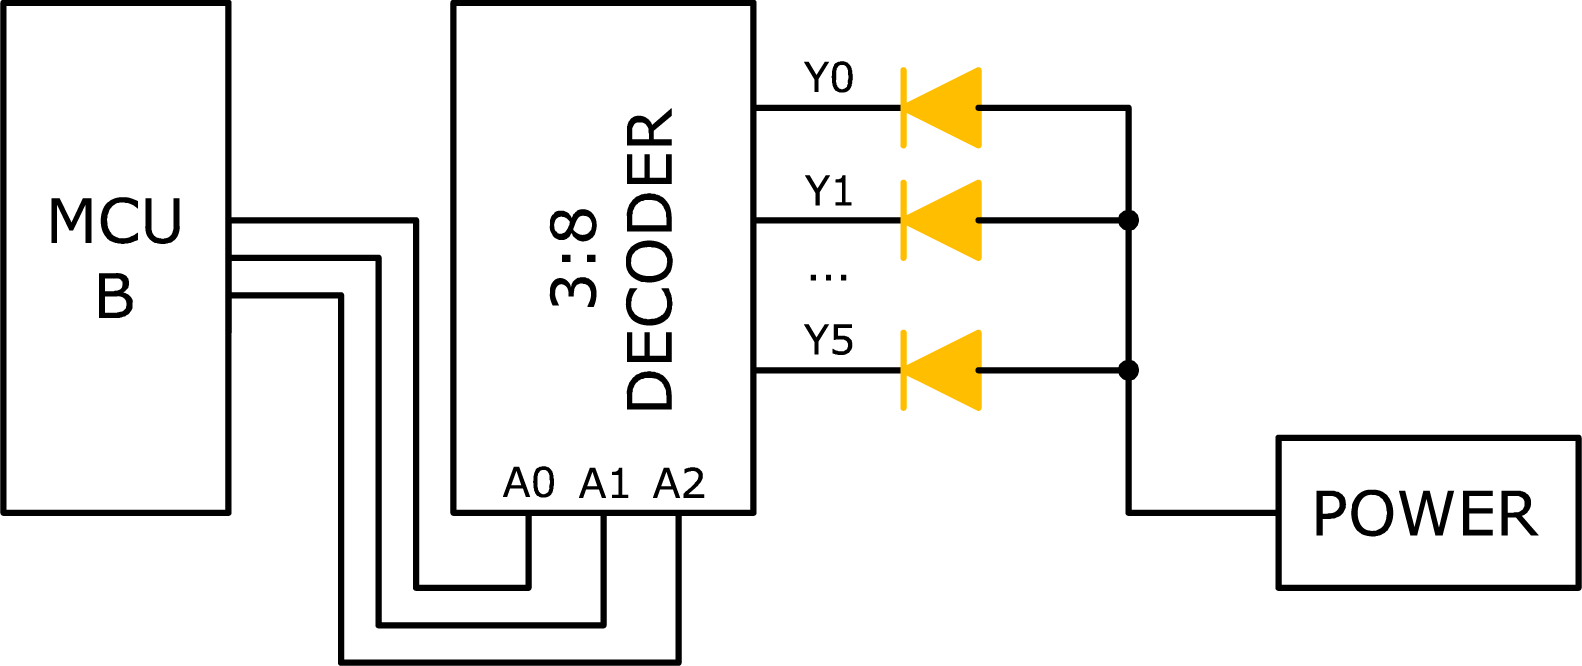 MCU
B
3:8
DECODER
A0 A1 A2
Y0
Y1
...
Y5
POWER